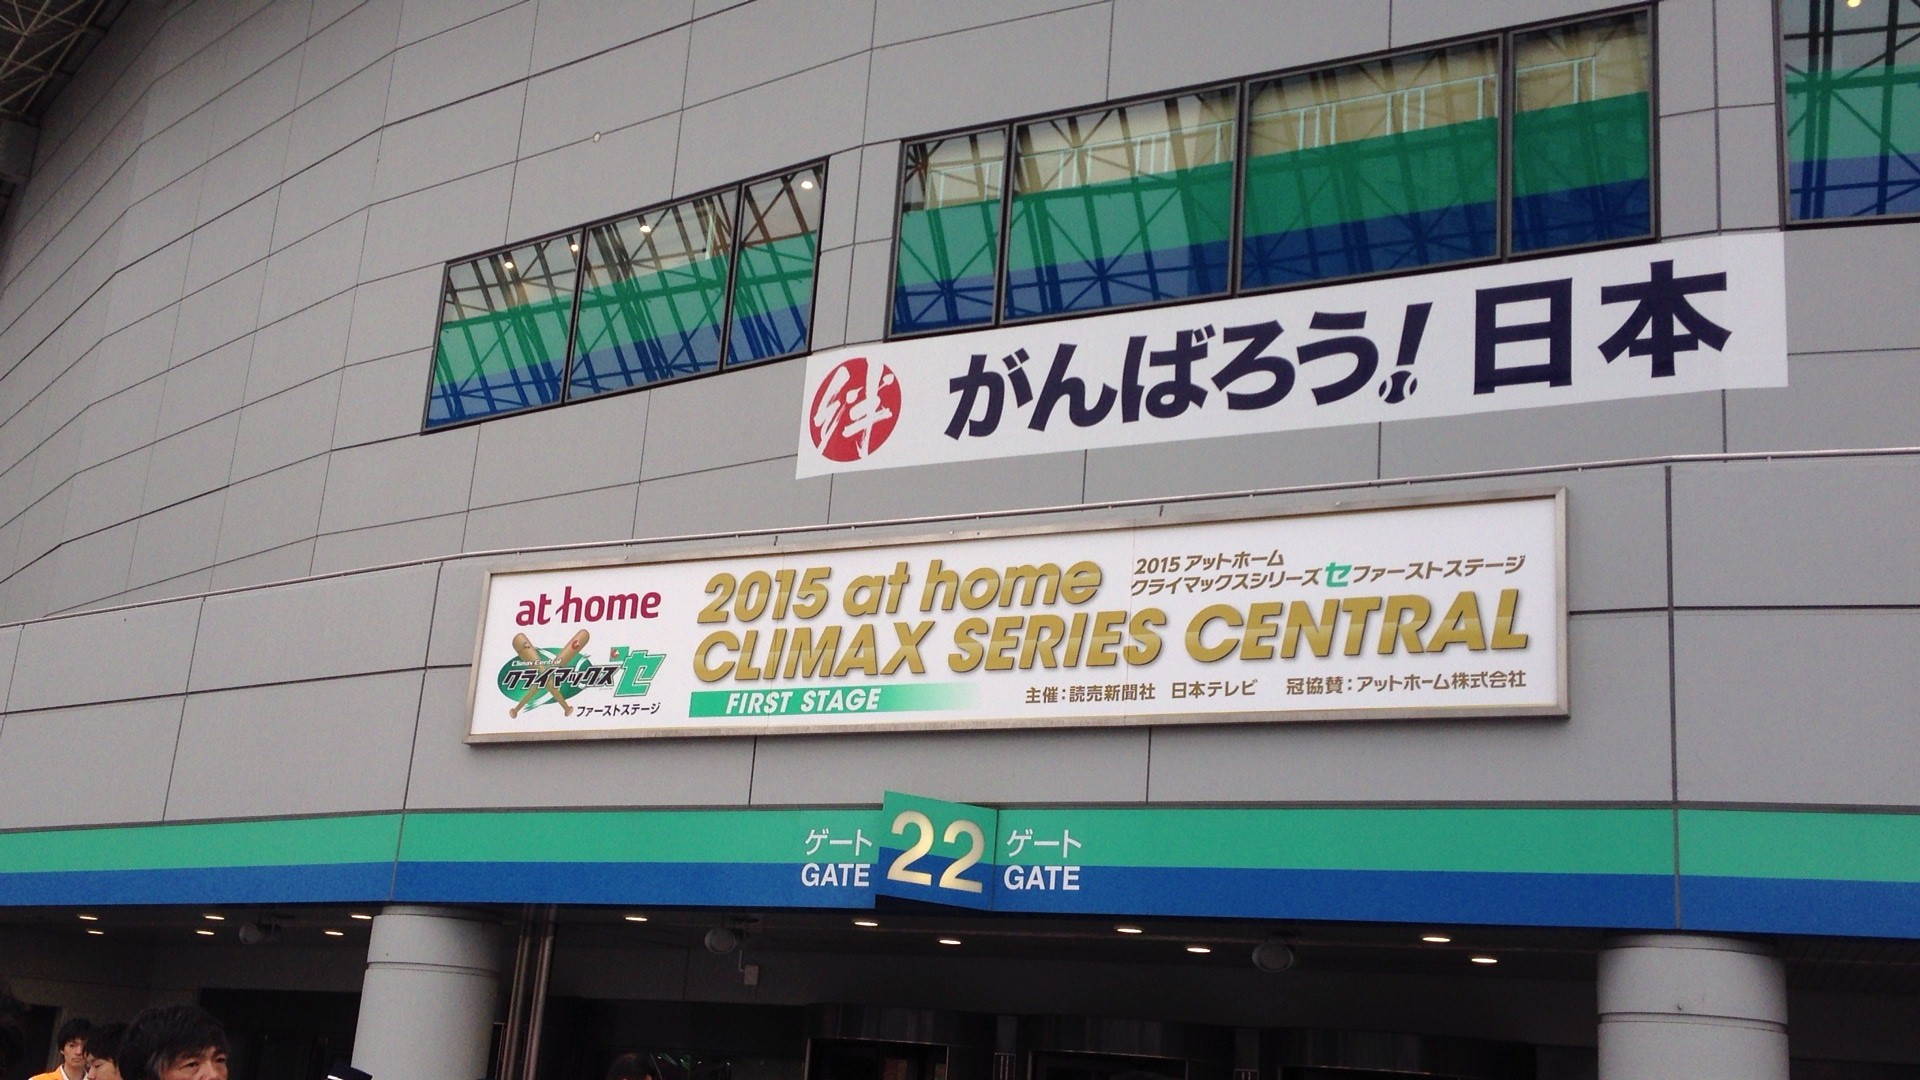 絆 がんばろう!日本
at home
Climax Central
クライマックスセ
ファーストステージ
2015 at home
CLIMAX SERIES CENTRAL
FIRST STAGE
2015 アットホーム
クライマックスシリーズセ ファーストステージ
主催:読売新聞社 日本テレビ 冠協賛:アットホーム株式会社
ゲート 22 ゲート
GATE GATE